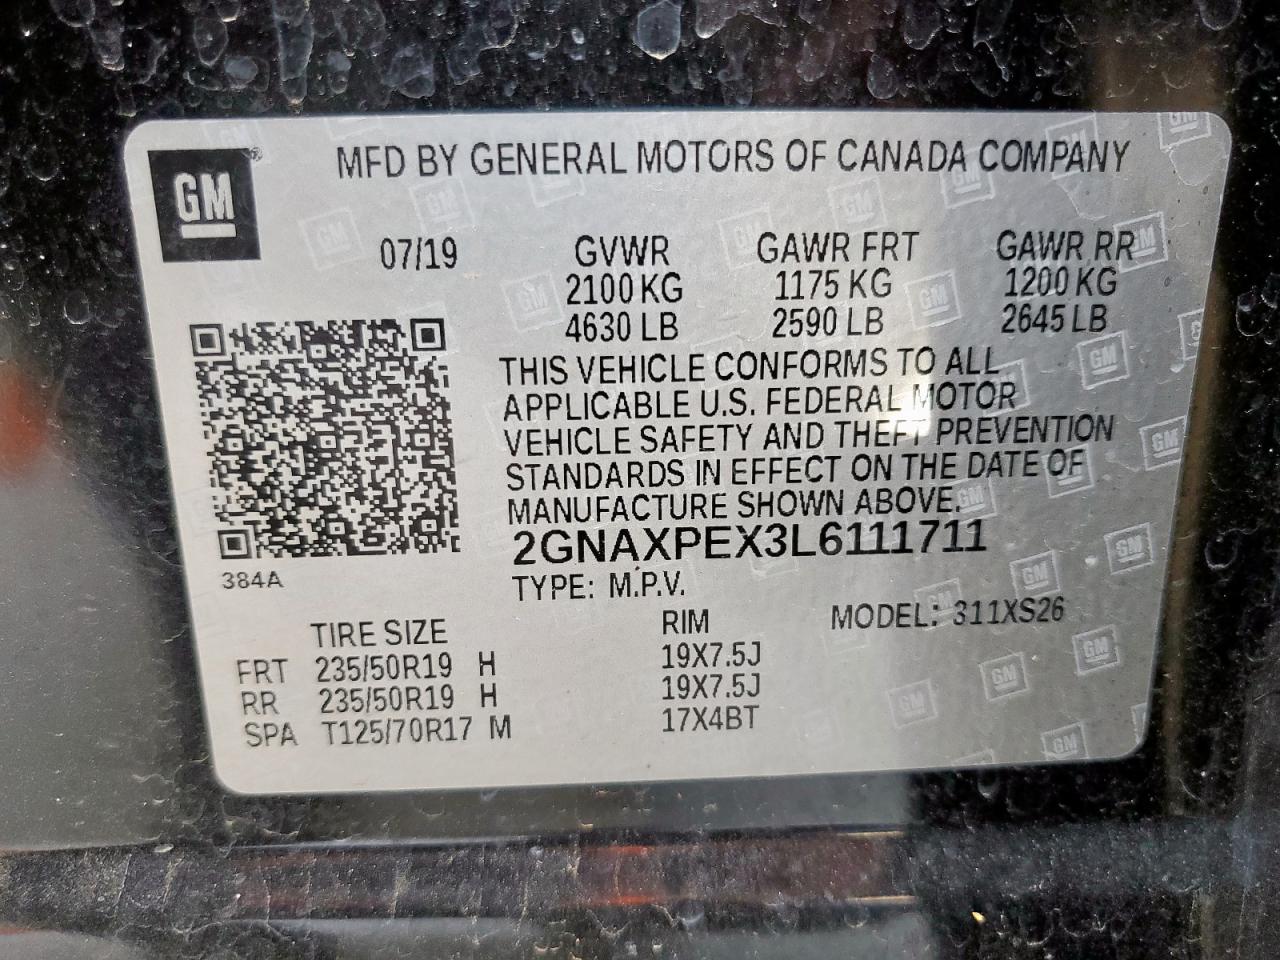 GM
MFD BY GENERAL MOTORS OF CANADA COMPANY
07/19 GVWR GAWR FRT GAWR RR
2100 KG 1175 KG 1200 KG
4630 LB 2590 LB 2645 LB
THIS VEHICLE CONFORMS TO ALL
APPLICABLE U.S. FEDERAL MOTOR
VEHICLE SAFETY AND THEFT PREVENTION
STANDARDS IN EFFECT ON THE DATE OF
MANUFACTURE SHOWN ABOVE.
2GNAXPEX3L6111711
384A
TYPE: M.P.V.
MODEL: 311XS26
TIRE SIZE RIM
FRT 235/50R19 H 19X7.5J
RR 235/50R19 H 19X7.5J
SPA T125/70R17 M 17X4BT